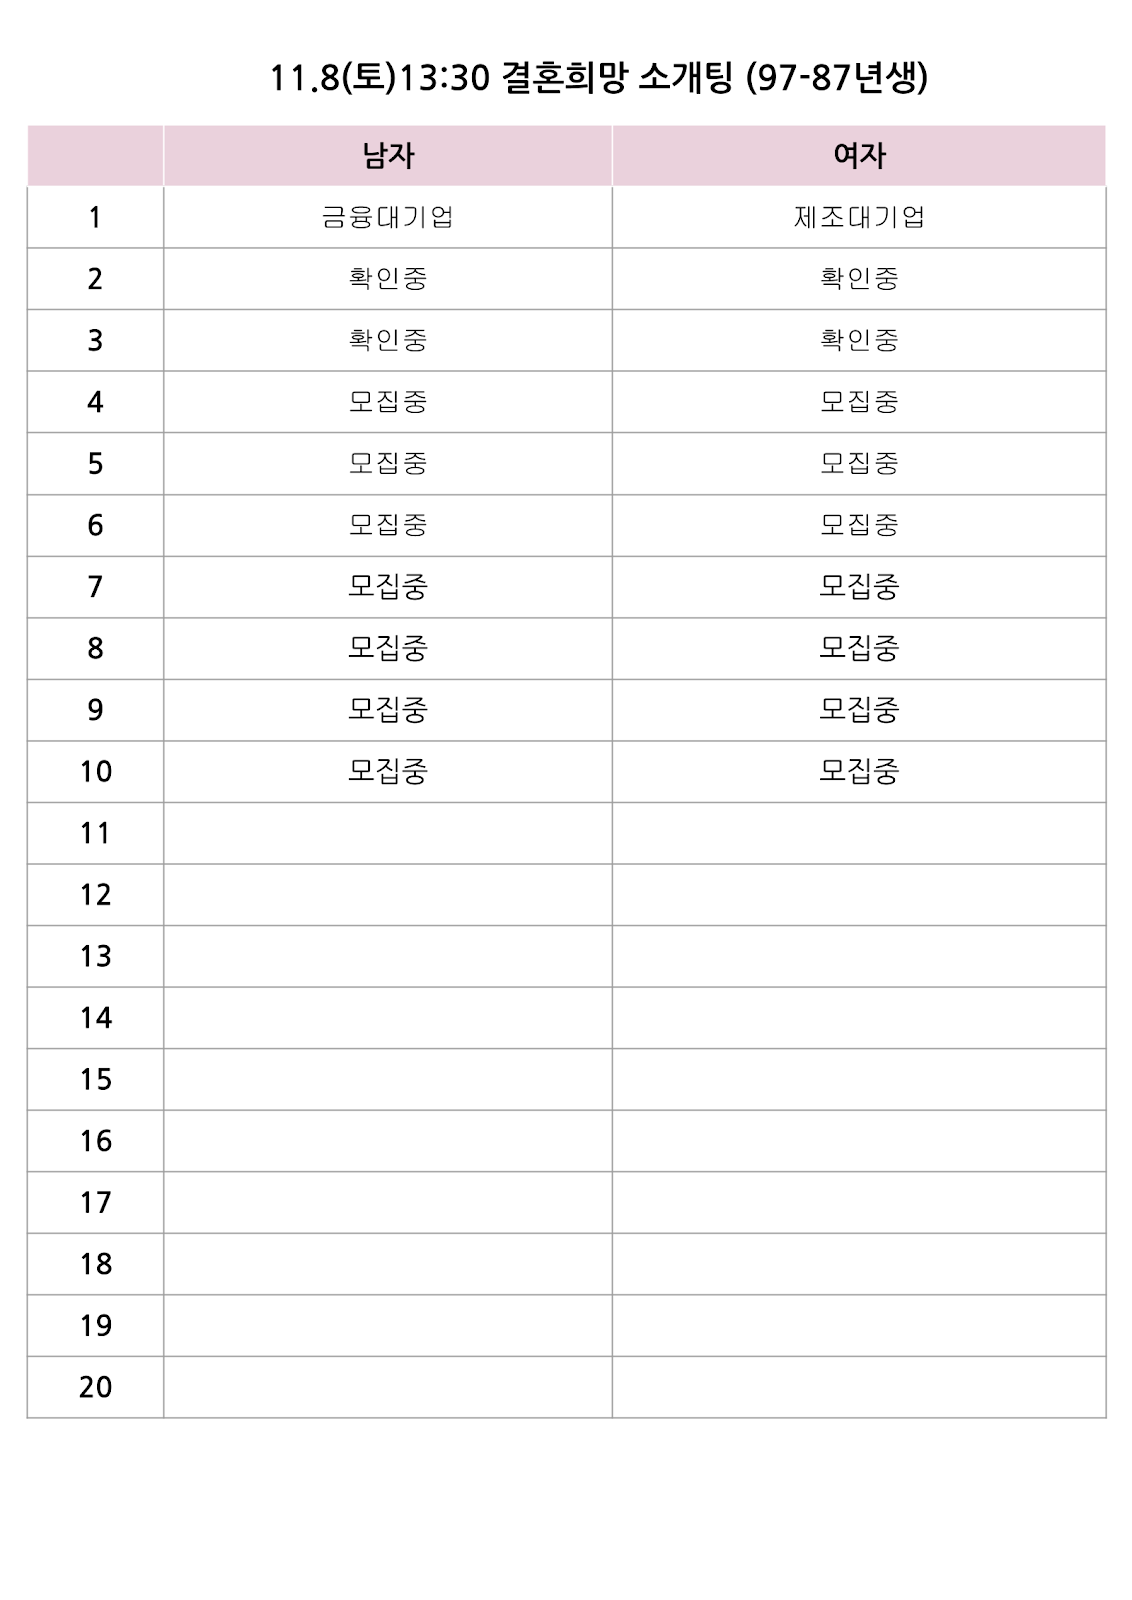 11.8(토)13:30 결혼희망 소개팅 (97-87년생)
남자 여자
1 금융대기업 제조대기업
2 확인중 확인중
3 확인중 확인중
4 모집중 모집중
5 모집중 모집중
6 모집중 모집중
7 모집중 모집중
8 모집중 모집중
9 모집중 모집중
10 모집중 모집중
11
12
13
14
15
16
17
18
19
20